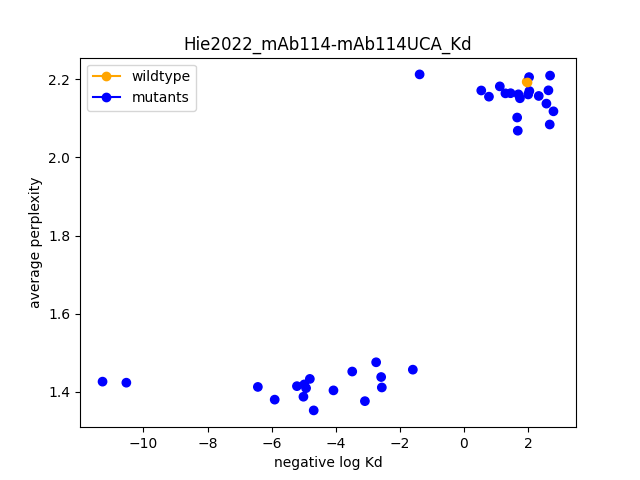 Hie2022_mAb114-mAb114UCA_Kd
wildtype
mutants
average perplexity
2.2
2.0
1.8
1.6
1.4
−10
−8
−6
−4
−2
0
2
negative log Kd